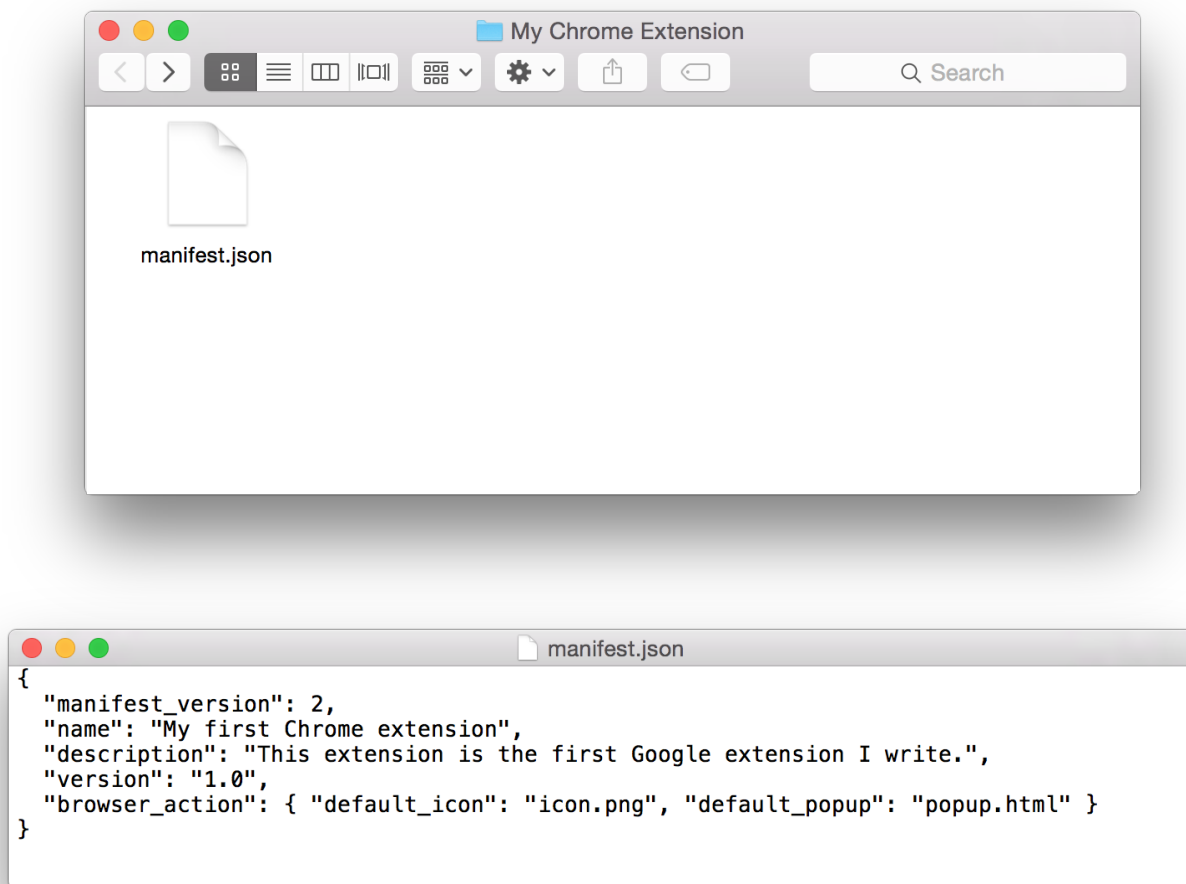 My Chrome Extension
Search
manifest.json
manifest.json
{
  "manifest_version": 2,
  "name": "My first Chrome extension",
  "description": "This extension is the first Google extension I write.",
  "version": "1.0",
  "browser_action": { "default_icon": "icon.png", "default_popup": "popup.html" }
}